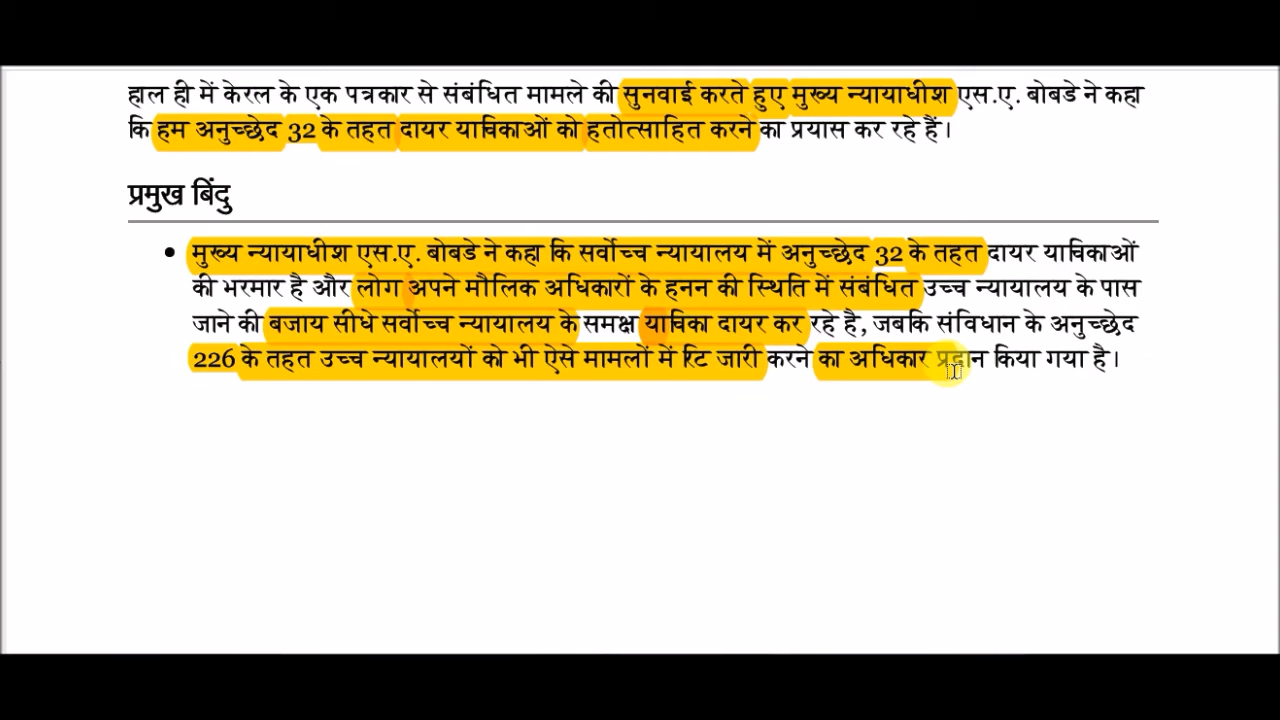 हाल ही में केरल के एक पत्रकार से संबंधित मामले की सुनवाई करते हुए मुख्य न्यायाधीश एस.ए. बोबडे ने कहा
कि हम अनुच्छेद 32 के तहत दायर याचिकाओं को हतोत्साहित करने का प्रयास कर रहे हैं।
प्रमुख बिंदु
• मुख्य न्यायाधीश एस.ए. बोबडे ने कहा कि सर्वोच्च न्यायालय में अनुच्छेद 32 के तहत दायर याचिकाओं
की भरमार है और लोग अपने मौलिक अधिकारों के हनन की स्थिति में संबंधित उच्च न्यायालय के पास
जाने की बजाय सीधे सर्वोच्च न्यायालय के समक्ष याचिका दायर कर रहे है, जबकि संविधान के अनुच्छेद
226 के तहत उच्च न्यायालयों को भी ऐसे मामलों में रिट जारी करने का अधिकार प्रदान किया गया है।